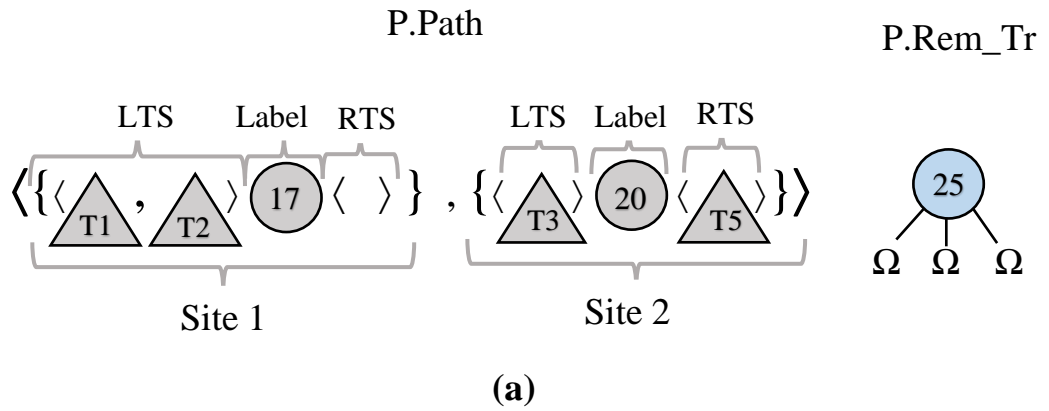 P.Path
P.Rem_Tr
LTS Label RTS LTS Label RTS
⟨{⟨T1 , T2⟩ 17 ⟨ ⟩} , {⟨T3⟩ 20 ⟨T5⟩}⟩ 25
Ω Ω Ω
Site 1 Site 2
(a)